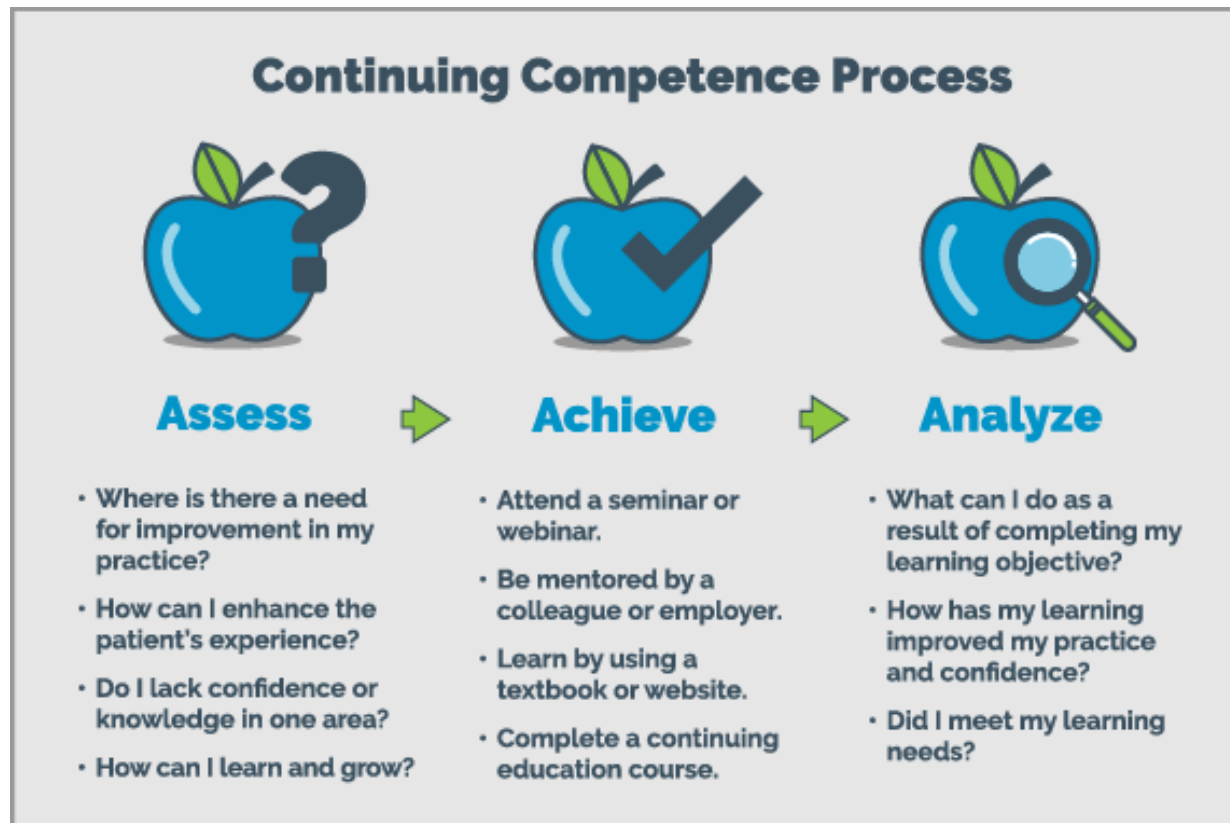 Continuing Competence Process
Assess
• Where is there a need
for improvement in my
practice?
• How can I enhance the
patient's experience?
• Do I lack confidence or
knowledge in one area?
• How can I learn and grow?
Achieve
• Attend a seminar or
webinar.
• Be mentored by a
colleague or employer.
• Learn by using a
textbook or website.
• Complete a continuing
education course.
Analyze
• What can I do as a
result of completing my
learning objective?
• How has my learning
improved my practice
and confidence?
• Did I meet my learning
needs?